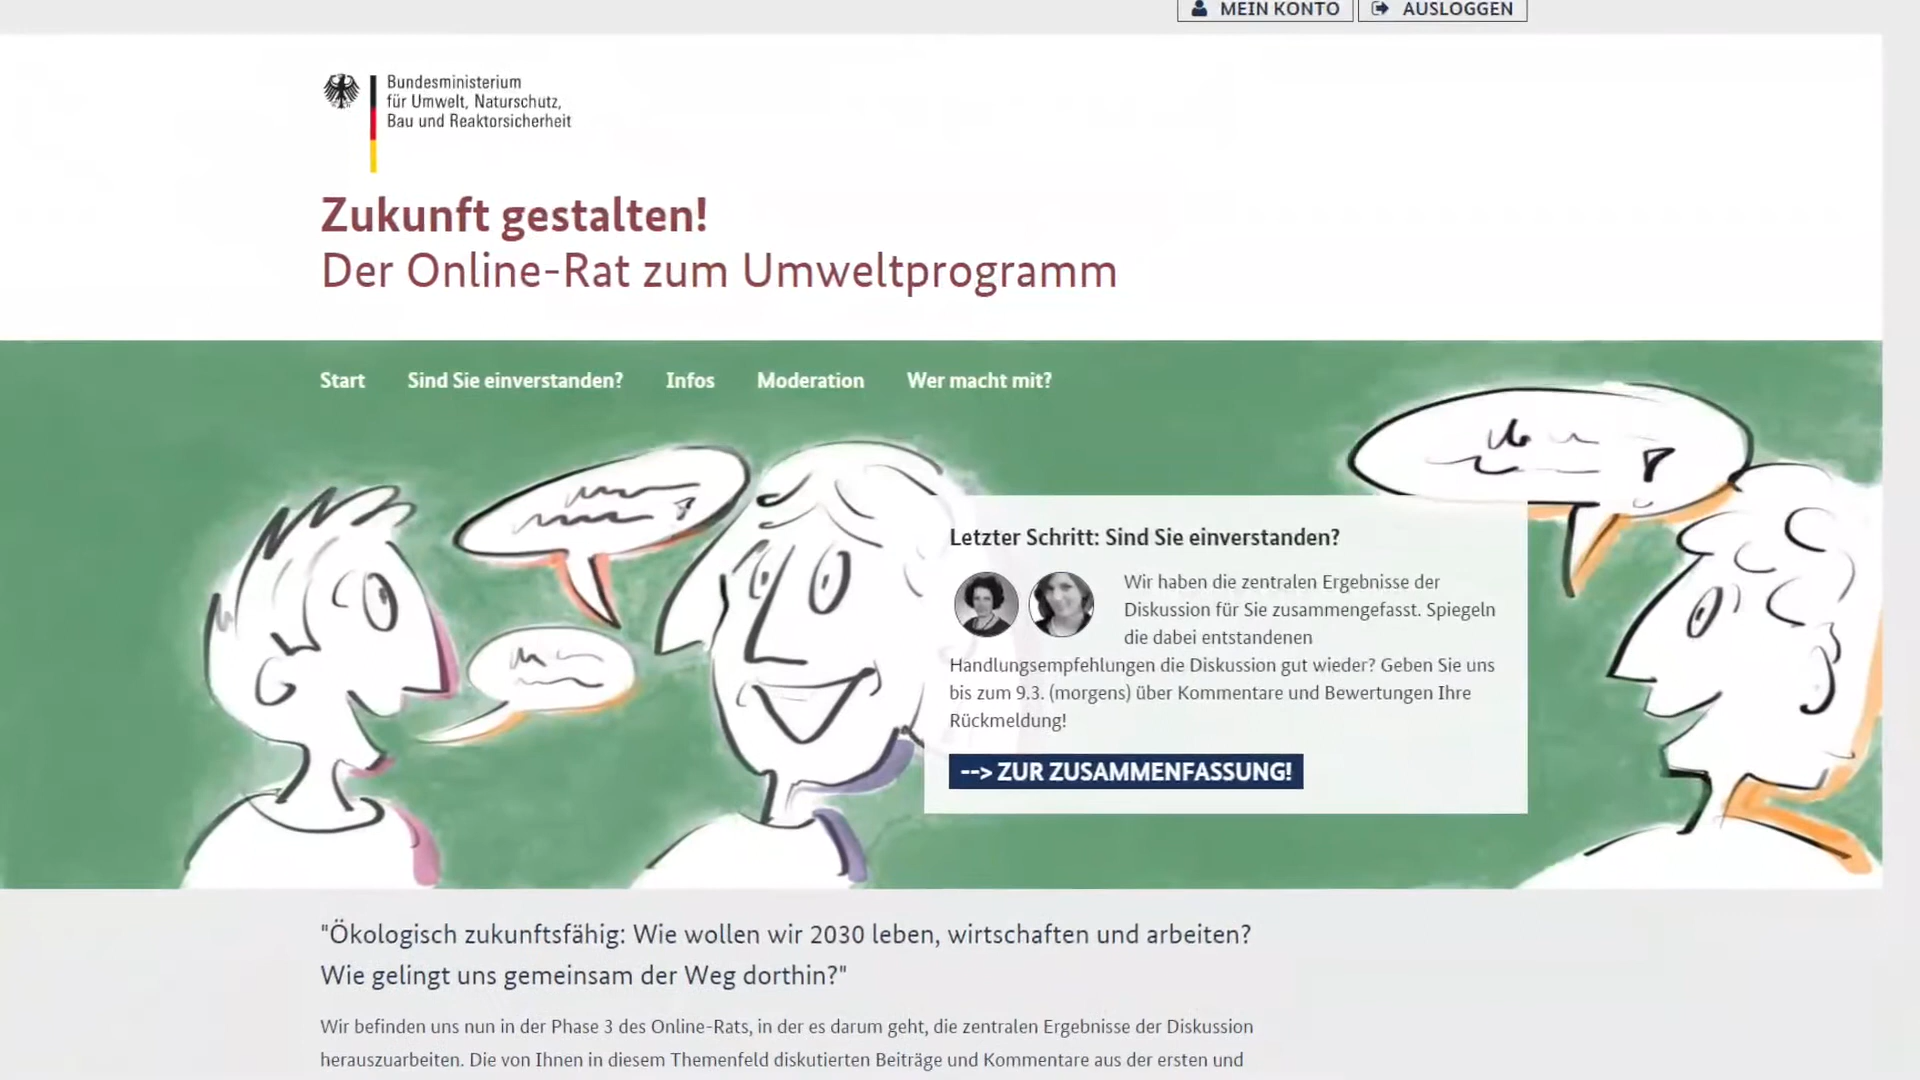 MEIN KONTO
AUSLOGGEN
Bundesministerium
für Umwelt, Naturschutz,
Bau und Reaktorsicherheit
Zukunft gestalten!
Der Online-Rat zum Umweltprogramm
Start
Sind Sie einverstanden?
Infos
Moderation
Wer macht mit?
Letzter Schritt: Sind Sie einverstanden?
Wir haben die zentralen Ergebnisse der
Diskussion für Sie zusammengefasst. Spiegeln
die dabei entstandenen
Handlungsempfehlungen die Diskussion gut wieder? Geben Sie uns
bis zum 9.3. (morgens) über Kommentare und Bewertungen Ihre
Rückmeldung!
--> ZUR ZUSAMMENFASSUNG!
"Ökologisch zukunftsfähig: Wie wollen wir 2030 leben, wirtschaften und arbeiten?
Wie gelingt uns gemeinsam der Weg dorthin?"
Wir befinden uns nun in der Phase 3 des Online-Rats, in der es darum geht, die zentralen Ergebnisse der Diskussion
herauszuarbeiten. Die von Ihnen in diesem Themenfeld diskutierten Beiträge und Kommentare aus der ersten und